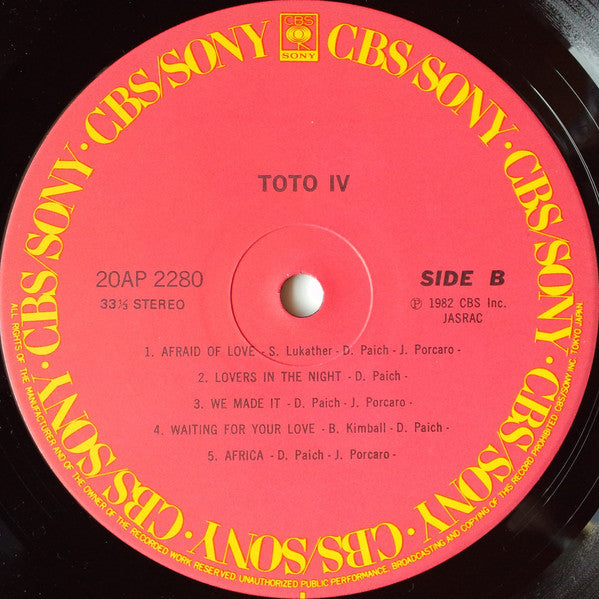 CBS
SONY
CBS/SONY · CBS/SONY · CBS/SONY · CBS/SONY · CBS/SONY · CBS/SONY · CBS/SONY · CBS/SONY ·
TOTO IV
20AP 2280
33⅓ STEREO
SIDE B
Ⓟ 1982 CBS Inc.
JASRAC
1. AFRAID OF LOVE - S. Lukather - D. Paich - J. Porcaro -
2. LOVERS IN THE NIGHT - D. Paich -
3. WE MADE IT - D. Paich - J. Porcaro -
4. WAITING FOR YOUR LOVE - B. Kimball - D. Paich -
5. AFRICA - D. Paich - J. Porcaro -
ALL RIGHTS OF THE MANUFACTURER AND OF THE OWNER OF THE RECORDED WORK RESERVED. UNAUTHORIZED PUBLIC PERFORMANCE, BROADCASTING AND COPYING OF THIS RECORD PROHIBITED CBS/SONY INC. TOKYO JAPAN